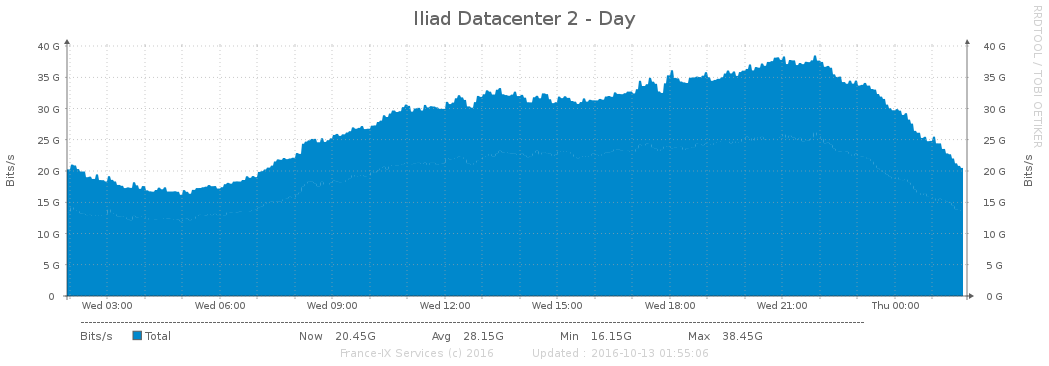 Iliad Datacenter 2 - Day
RRDTOOL / TOBI OETIKER
40 G 40 G
35 G 35 G
30 G 30 G
25 G 25 G
20 G 20 G
15 G 15 G
10 G 10 G
5 G 5 G
0 0 G
Bits/s Bits/s
Wed 03:00 Wed 06:00 Wed 09:00 Wed 12:00 Wed 15:00 Wed 18:00 Wed 21:00 Thu 00:00
Bits/s Total Now 20.45G Avg 28.15G Min 16.15G Max 38.45G
France-IX Services (c) 2016 Updated : 2016-10-13 01:55:06